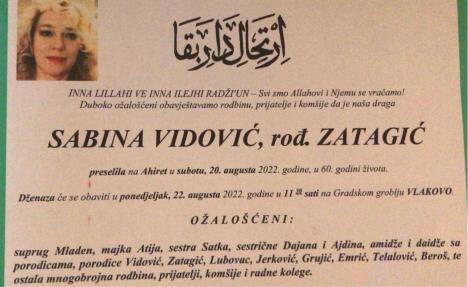 ارتحال دار بقا
INNA LILLAHI VE INNA ILEJHI RADŽI'UN – Svi smo Allahovi i Njemu se vraćamo!
Duboko ožalošćeni obavještavamo rodbinu, prijatelje i komšije da je naša draga
SABINA VIDOVIĆ, rođ. ZATAGIĆ
preselila na Ahiret u subotu, 20. augusta 2022. godine, u 60. godini života.
Dženaza će se obaviti u ponedjeljak, 22. augusta 2022. godine u 11 30 sati na Gradskom groblju VLAKOVO.
OŽALOŠĆENI:
suprug Mladen, majka Atija, sestra Satka, sestrične Dajana i Ajdina, amidže i daidže sa
porodicama, porodice Vidović, Zatagić, Lubovac, Jerković, Grujić, Emrić, Telalović, Beroš, te
ostala mnogobrojna rodbina, prijatelji, komšije i radne kolege.